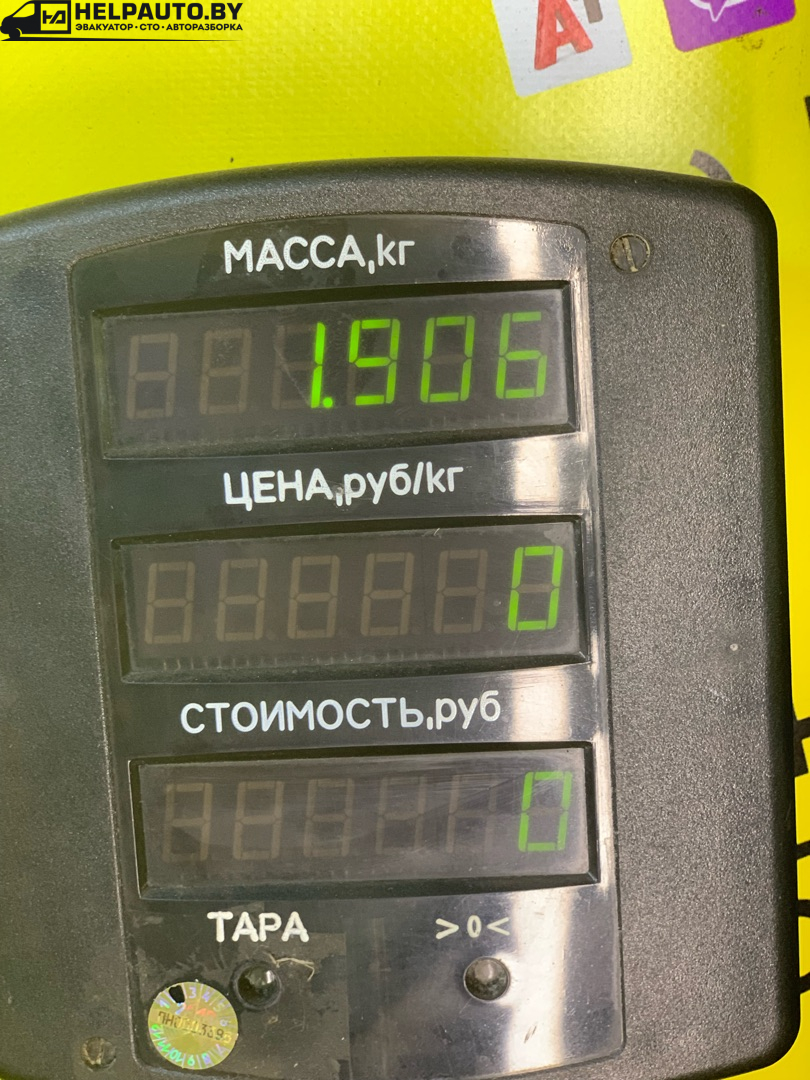 HELPAUTO.BY
ЭВАКУАТОР • СТО • АВТОРАЗБОРКА
МАССА,кг
1.906
ЦЕНА,руб/кг
0
СТОИМОСТЬ,руб
0
ТАРА
>0<